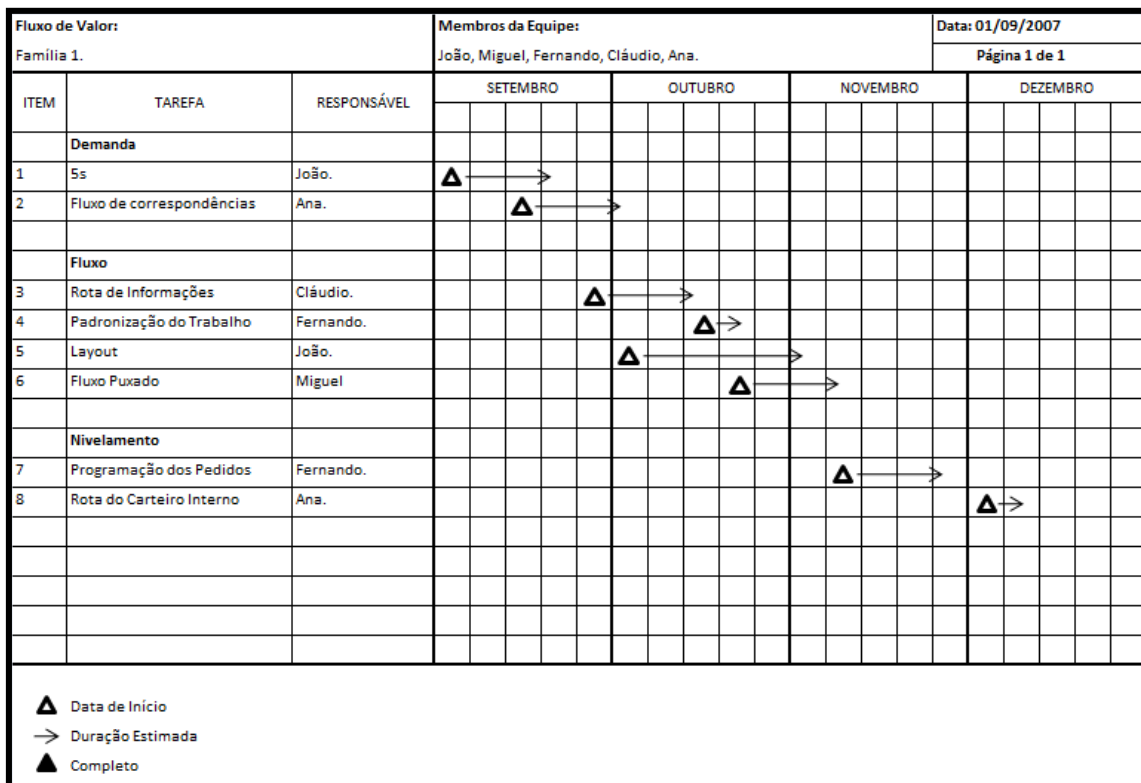 Fluxo de Valor:
Membros da Equipe:
Data: 01/09/2007
Família 1.
João, Miguel, Fernando, Cláudio, Ana.
Página 1 de 1
ITEM TAREFA RESPONSÁVEL SETEMBRO OUTUBRO NOVEMBRO DEZEMBRO
Demanda
1 5s João.
2 Fluxo de correspondências Ana.
Fluxo
3 Rota de Informações Cláudio.
4 Padronização do Trabalho Fernando.
5 Layout João.
6 Fluxo Puxado Miguel
Nivelamento
7 Programação dos Pedidos Fernando.
8 Rota do Carteiro Interno Ana.
Data de Início
Duração Estimada
Completo